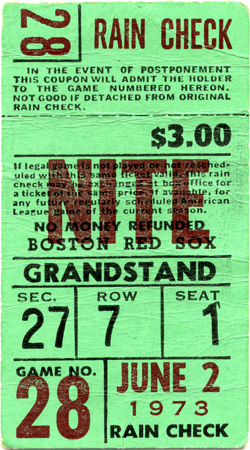 28
RAIN CHECK
IN THE EVENT OF POSTPONEMENT
THIS COUPON WILL ADMIT THE HOLDER
TO THE GAME NUMBERED HEREON.
NOT GOOD IF DETACHED FROM ORIGINAL
RAIN CHECK.
$3.00
NITE
If legal game is not played or not resched-
uled with this same ticket valid, this rain
check may be exchanged at box office for
a ticket of the same price, if available, for
any future regularly scheduled American
League game of the current season.
NO MONEY REFUNDED
BOSTON RED SOX
GRANDSTAND
SEC. ROW SEAT
27 7 1
GAME NO.
28
JUNE 2
1973
RAIN CHECK